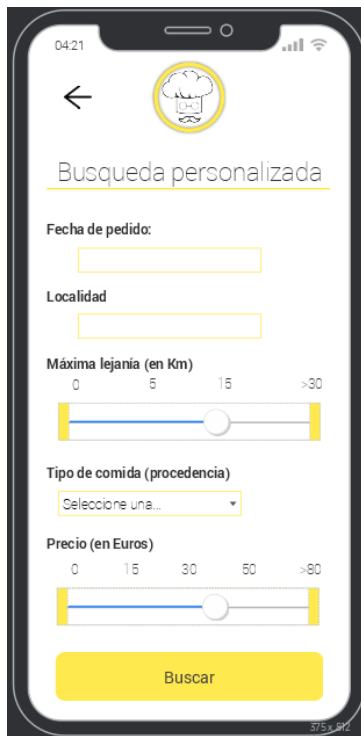 04:21
Busqueda personalizada
Fecha de pedido:
Localidad
Máxima lejanía (en Km)
0 5 15 >30
Tipo de comida (procedencia)
Seleccione una...
Precio (en Euros)
0 15 30 50 >80
Buscar
375 x 812